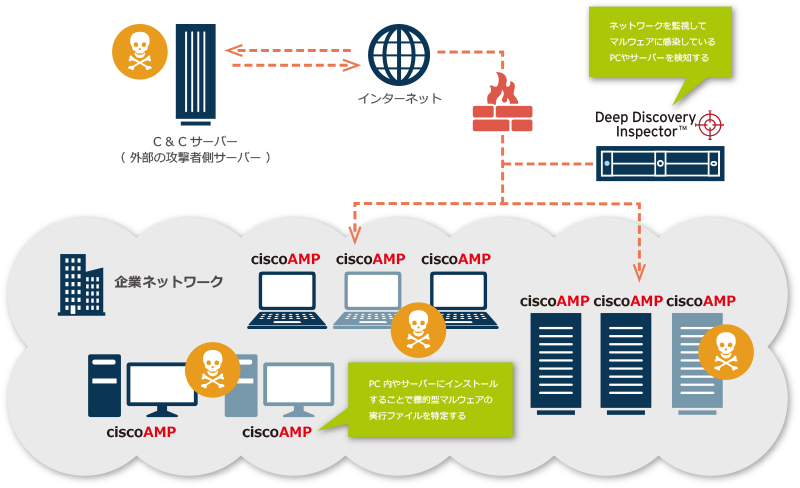 ネットワークを監視して
マルウェアに感染している
PCやサーバーを検知する
インターネット
Deep Discovery
Inspector™
C & C サーバー
( 外部の攻撃者側サーバー )
企業ネットワーク
ciscoAMP ciscoAMP ciscoAMP
ciscoAMP ciscoAMP ciscoAMP
PC 内やサーバーにインストール
することで標的型マルウェアの
実行ファイルを特定する
ciscoAMP ciscoAMP